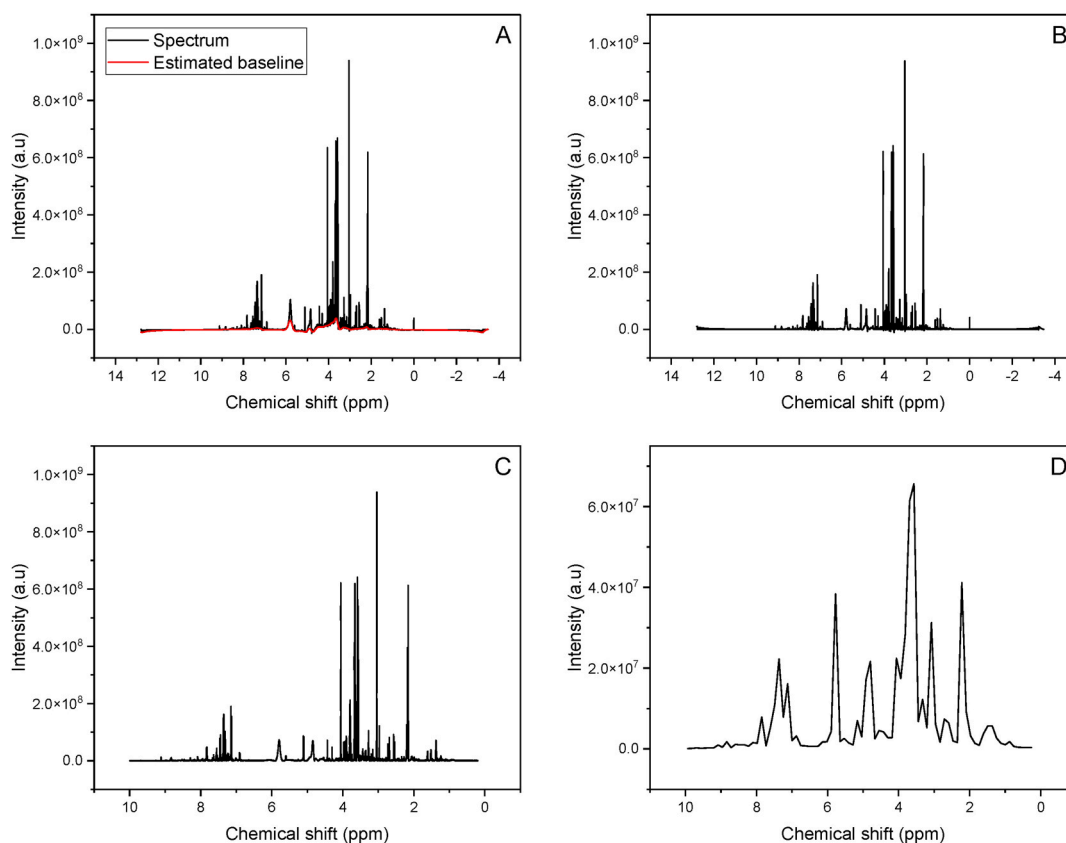 A
Spectrum
Estimated baseline
1.0×10⁹
8.0×10⁸
6.0×10⁸
4.0×10⁸
2.0×10⁸
0.0
Intensity (a.u)
14 12 10 8 6 4 2 0 -2 -4
Chemical shift (ppm)
B
1.0×10⁹
8.0×10⁸
6.0×10⁸
4.0×10⁸
2.0×10⁸
0.0
Intensity (a.u)
14 12 10 8 6 4 2 0 -2 -4
Chemical shift (ppm)
C
1.0×10⁹
8.0×10⁸
6.0×10⁸
4.0×10⁸
2.0×10⁸
0.0
Intensity (a.u)
10 8 6 4 2 0
Chemical shift (ppm)
D
6.0×10⁷
4.0×10⁷
2.0×10⁷
0.0
Intensity (a.u)
10 8 6 4 2 0
Chemical shift (ppm)